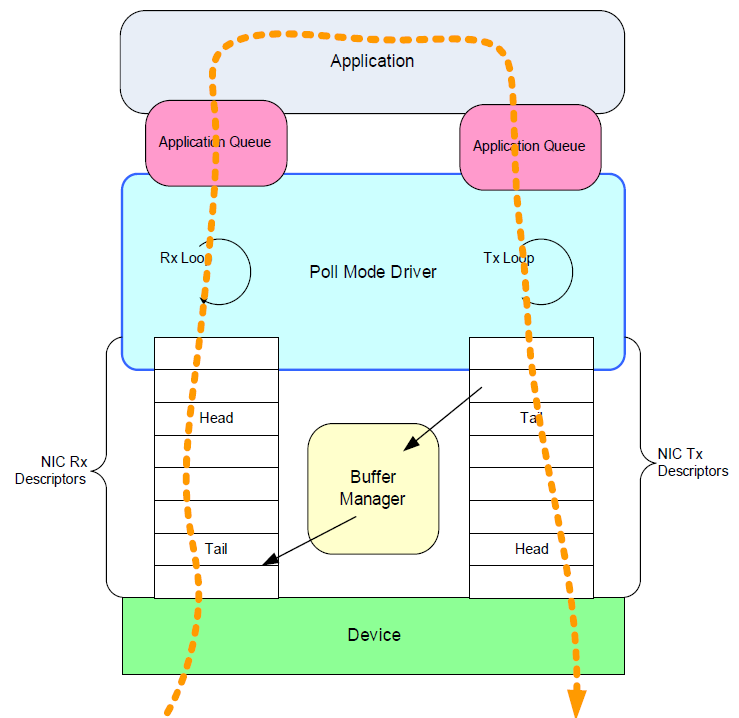 Application
Application Queue
Application Queue
Rx Loop
Poll Mode Driver
Tx Loop
Head
Tail
NIC Rx
Descriptors
Buffer
Manager
NIC Tx
Descriptors
Tail
Head
Device